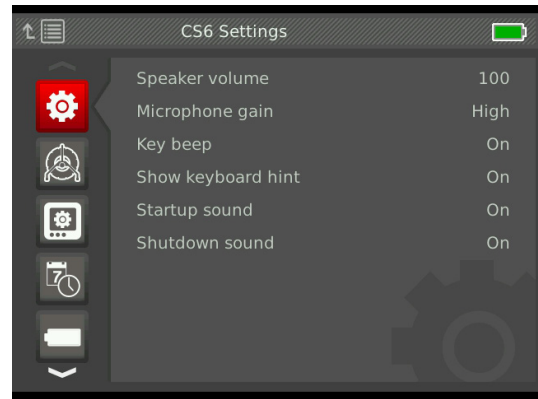 CS6 Settings
Speaker volume 100
Microphone gain High
Key beep On
Show keyboard hint On
Startup sound On
Shutdown sound On
7